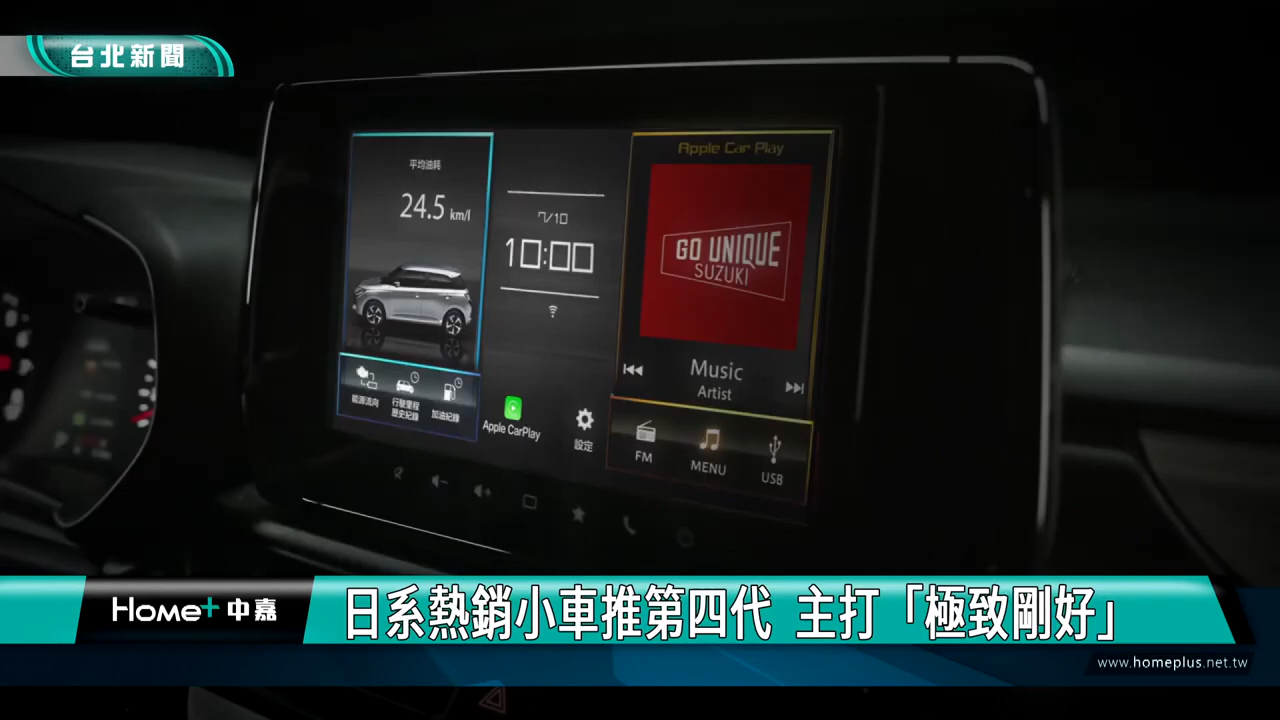 台北新聞
平均油耗
24.5 km/l
能源流向
行駛里程
歷史紀錄
加油紀錄
7/10
10:00
Apple CarPlay
設定
Apple Car Play
GO UNIQUE
SUZUKI
Music
Artist
FM
MENU
USB
Home+中嘉
日系熱銷小車推第四代 主打「極致剛好」
www.homeplus.net.tw